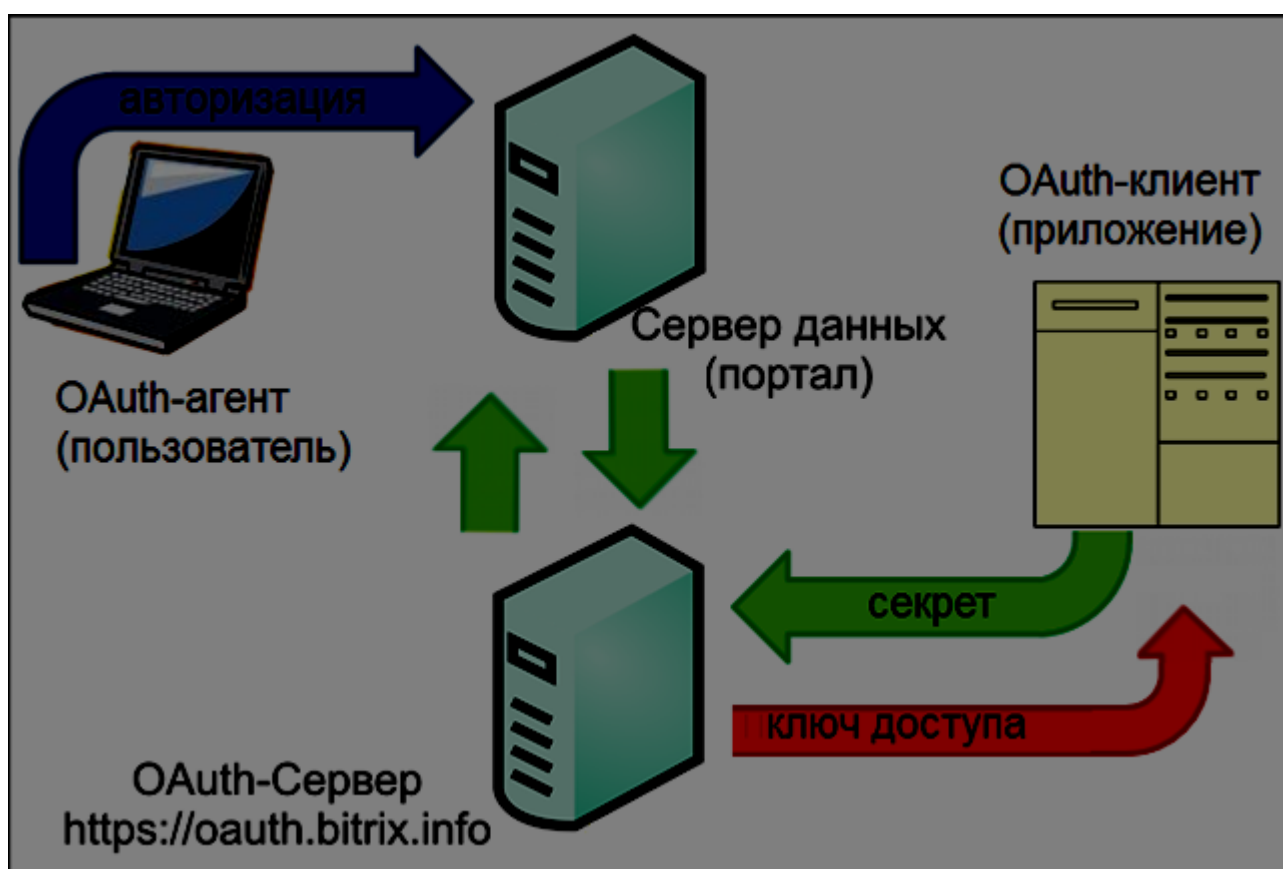 авторизация
OAuth-клиент
(приложение)
Сервер данных
(портал)
OAuth-агент
(пользователь)
секрет
ключ доступа
OAuth-Сервер
https://oauth.bitrix.info